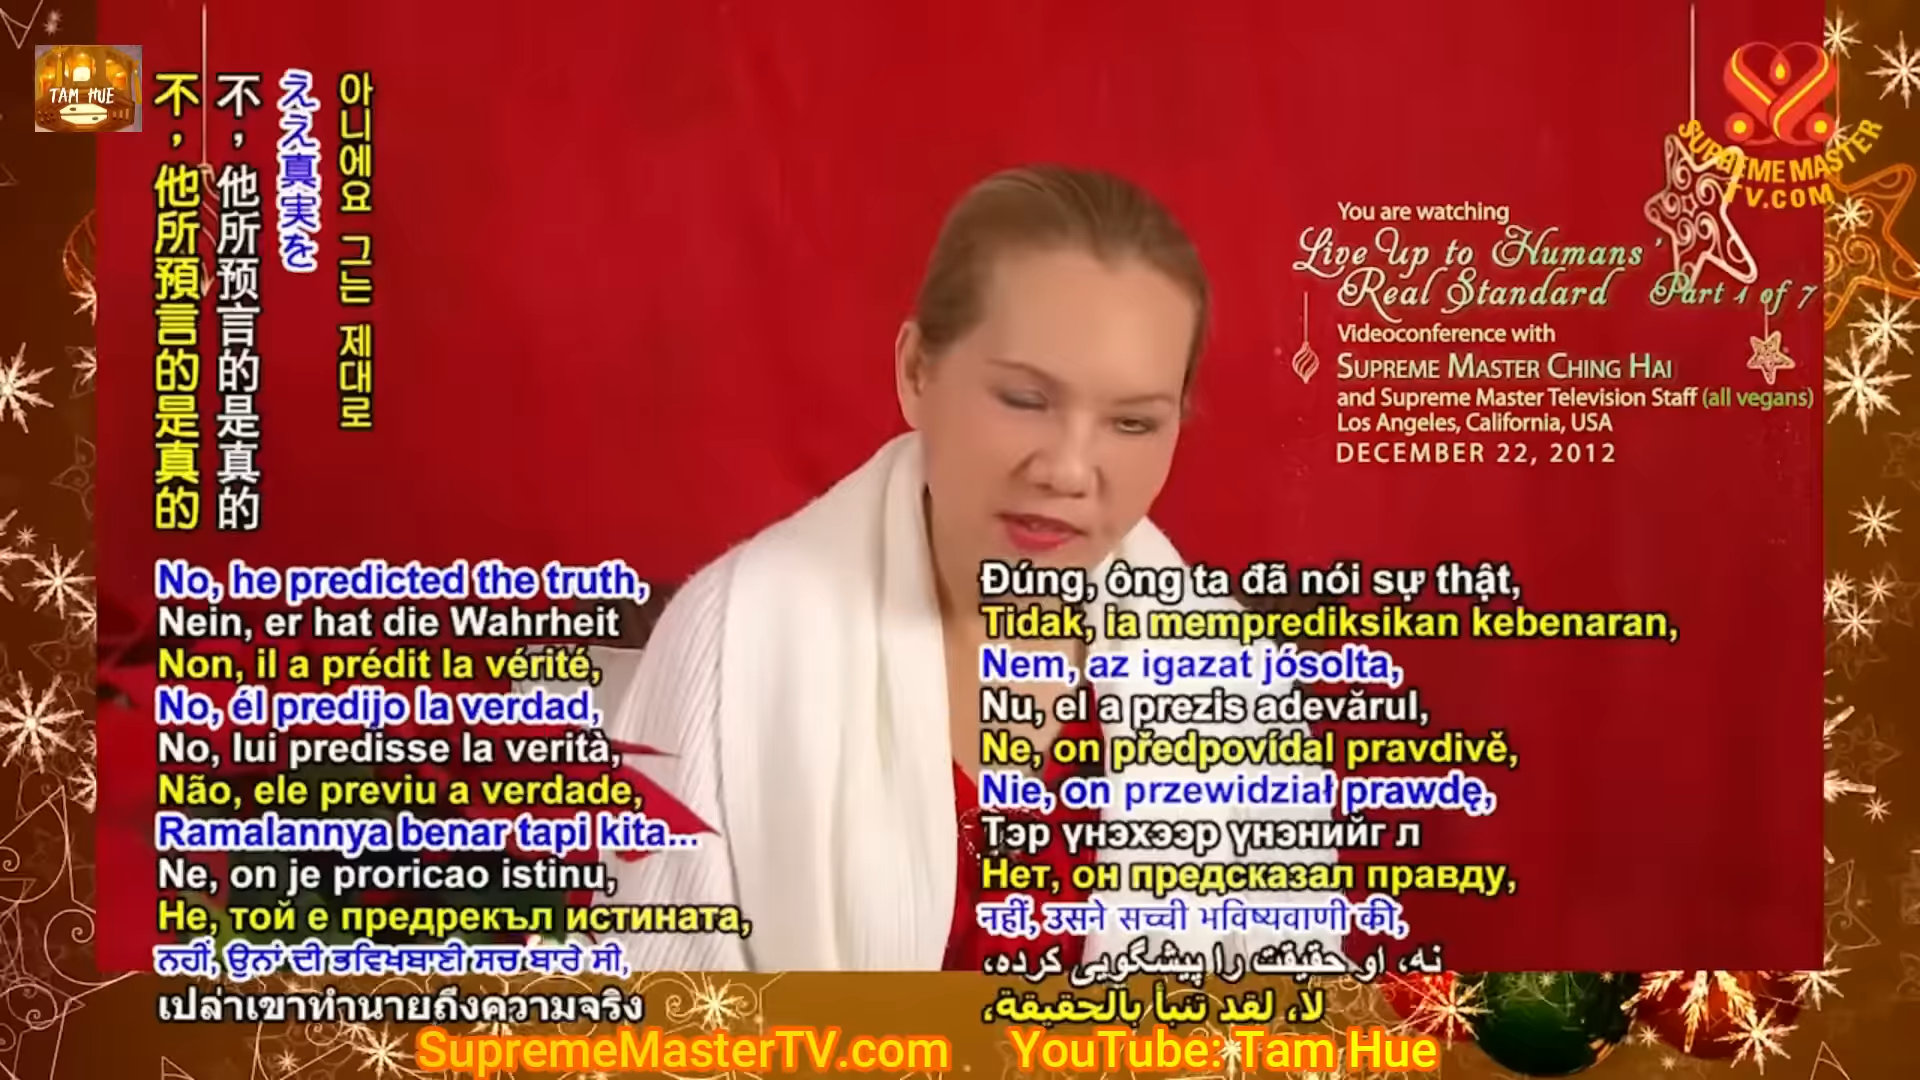 TAM HUE
不，他所預言的是真的
不，他所预言的是真的
ええ真実を
아니에요 그는 제대로
SUPREME MASTER
TV.COM
You are watching
Live Up to Humans'
Real Standard Part 1 of 7
Videoconference with
SUPREME MASTER CHING HAI
and Supreme Master Television Staff (all vegans)
Los Angeles, California, USA
DECEMBER 22, 2012
No, he predicted the truth,
Nein, er hat die Wahrheit
Non, il a prédit la vérité,
No, él predijo la verdad,
No, lui predisse la verità,
Não, ele previu a verdade,
Ramalannya benar tapi kita...
Ne, on je proricao istinu,
Не, той е предрекъл истината,
ਨਹੀਂ, ਉਨਾਂ ਦੀ ਭਵਿਖਬਾਣੀ ਸਚ ਬਾਰੇ ਸੀ,
เปล่าเขาทำนายถึงความจริง
Đúng, ông ta đã nói sự thật,
Tidak, ia memprediksikan kebenaran,
Nem, az igazat jósolta,
Nu, el a prezis adevărul,
Ne, on předpovídal pravdivě,
Nie, on przewidział prawdę,
Тэр үнэхээр үнэнийг л
Нет, он предсказал правду,
नहीं, उसने सच्ची भविष्यवाणी की,
نه، او حقیقت را پیشگویی کرده،
لا، لقد تنبأ بالحقيقة،
SupremeMasterTV.com YouTube: Tam Hue